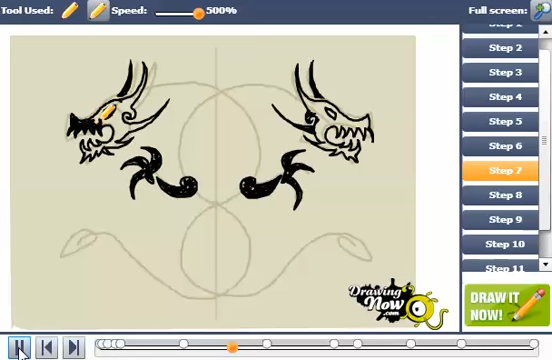 Tool Used:
Speed:
500%
Full screen:
Step 2
Step 3
Step 4
Step 5
Step 6
Step 7
Step 8
Step 9
Step 10
Step 11
Drawing
Now.com
DRAW IT
NOW!